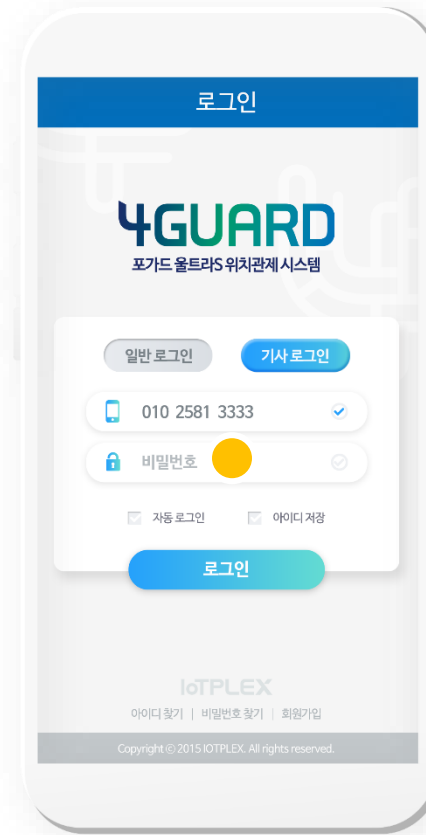 로그인
4GUARD
포가드 울트라S 위치관제 시스템
일반 로그인 기사 로그인
010 2581 3333
비밀번호
자동 로그인 아이디 저장
로그인
IoTPLEX
아이디 찾기 | 비밀번호 찾기 | 회원가입
Copyright ⓒ 2015 IOTPLEX. All rights reserved.